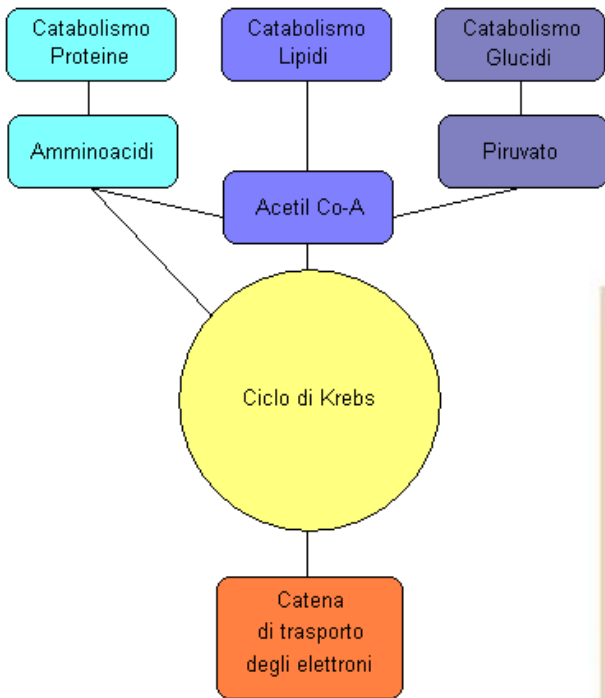 Catabolismo
Proteine
Catabolismo
Lipidi
Catabolismo
Glucidi
Amminoacidi
Acetil Co-A
Piruvato
Ciclo di Krebs
Catena
di trasporto
degli elettroni